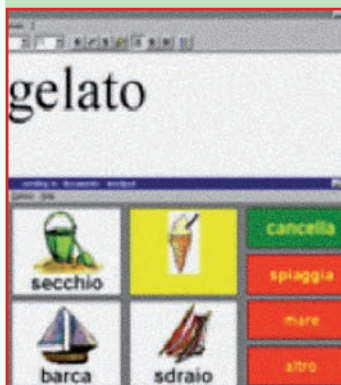 gelato
cancella
secchio
spiaggia
mare
barca
sdraio
altro